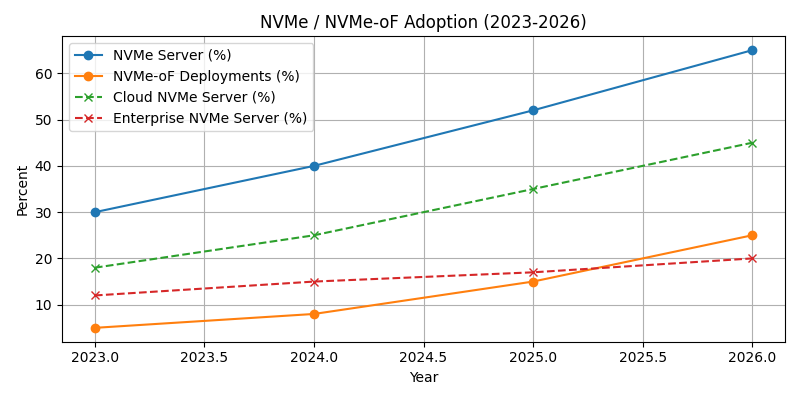 NVMe / NVMe-oF Adoption (2023-2026)
NVMe Server (%)
NVMe-oF Deployments (%)
Cloud NVMe Server (%)
Enterprise NVMe Server (%)
Percent
60
50
40
30
20
10
2023.0 2023.5 2024.0 2024.5 2025.0 2025.5 2026.0
Year